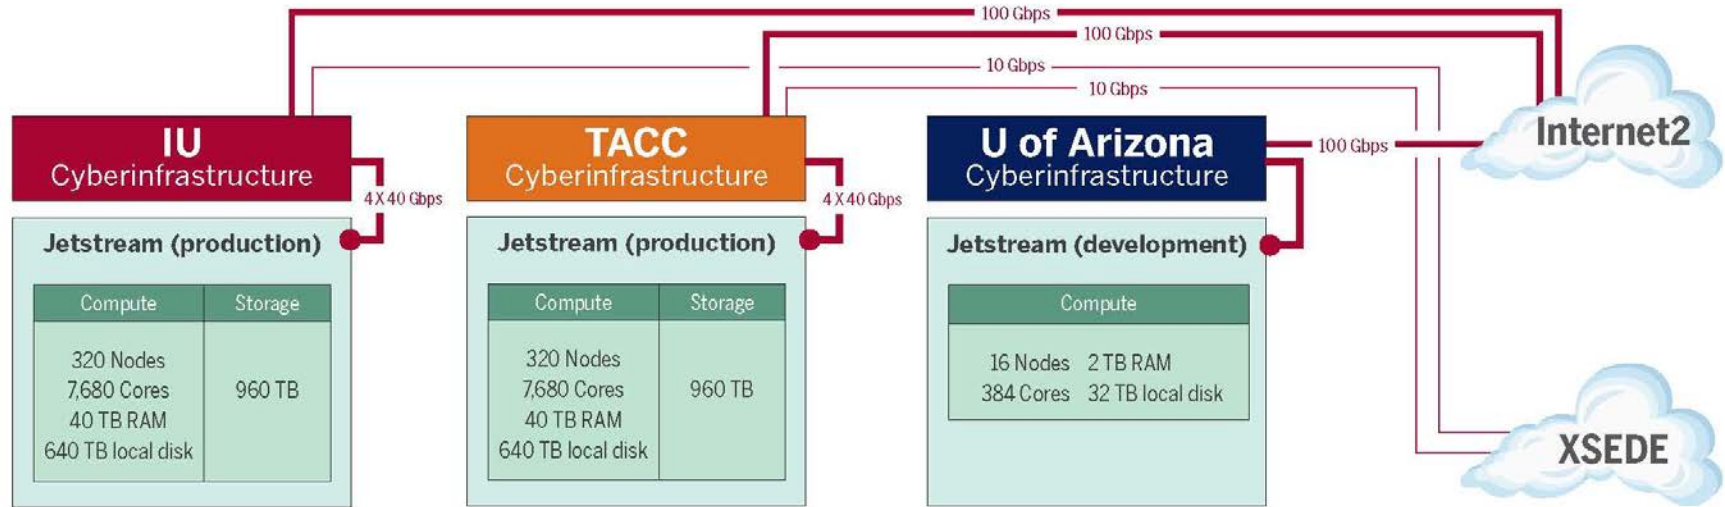 100 Gbps
100 Gbps
10 Gbps
10 Gbps
IU
Cyberinfrastructure
4 X 40 Gbps
Jetstream (production)
Compute Storage
320 Nodes
7,680 Cores
40 TB RAM
640 TB local disk
960 TB
TACC
Cyberinfrastructure
4 X 40 Gbps
Jetstream (production)
Compute Storage
320 Nodes
7,680 Cores
40 TB RAM
640 TB local disk
960 TB
U of Arizona
Cyberinfrastructure
100 Gbps
Jetstream (development)
Compute
16 Nodes 2 TB RAM
384 Cores 32 TB local disk
Internet2
XSEDE